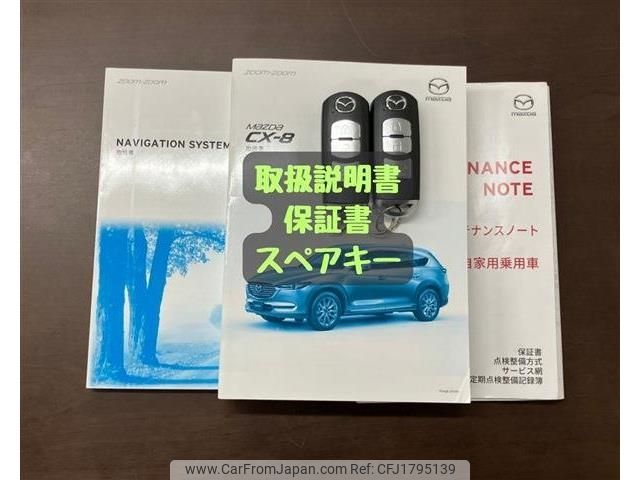 zoom-zoom
NAVIGATION SYSTEM
取扱書
zoom-zoom
mazda
mazda
CX-8
取扱書
mazda
NANCE
NOTE
テナンスノート
自家用乗用車
保証書
点検整備方式
サービス網
定期点検整備記録簿
取扱説明書
保証書
スペアキー
www.CarFromJapan.com ID: CFJ1795139